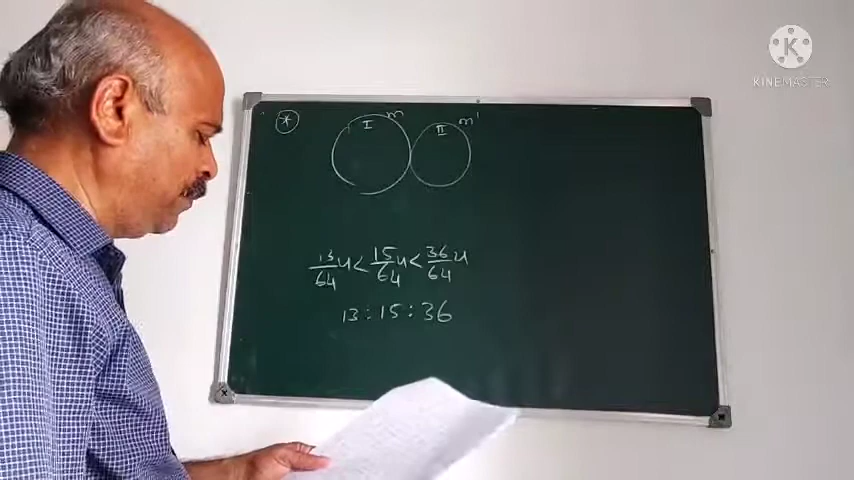 K
KINEMASTER
*
I m II m'
13/64 u < 15/64 u < 36/64 u
13 : 15 : 36